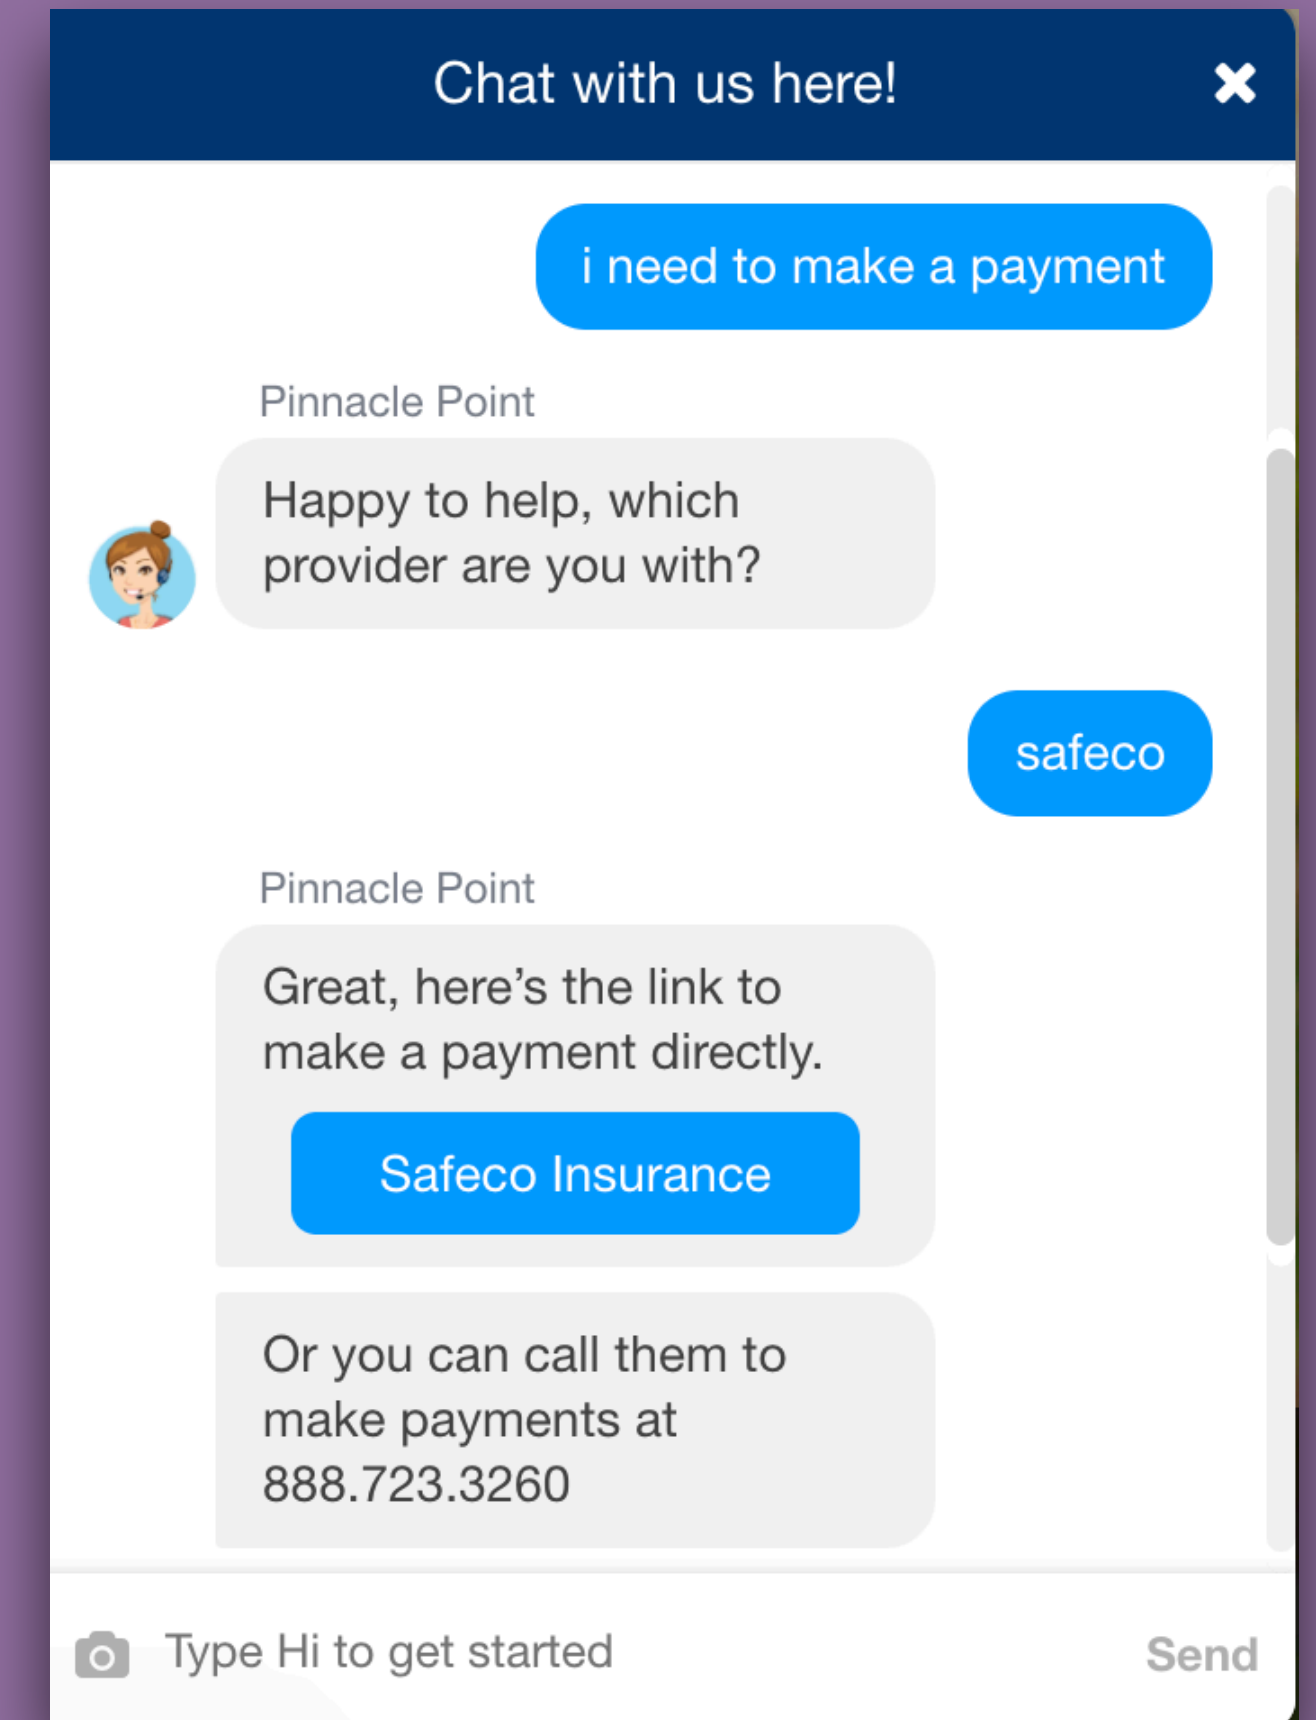 Chat with us here!
i need to make a payment
Pinnacle Point
Happy to help, which
provider are you with?
safeco
Pinnacle Point
Great, here’s the link to
make a payment directly.
Safeco Insurance
Or you can call them to
make payments at
888.723.3260
Type Hi to get started
Send